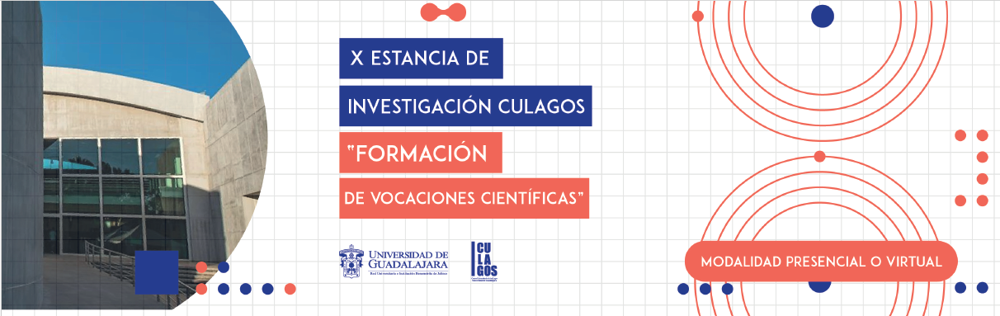 X ESTANCIA DE
INVESTIGACIÓN CULAGOS
"FORMACIÓN
DE VOCACIONES CIENTÍFICAS"
UNIVERSIDAD DE
GUADALAJARA
Red Universitaria e Institución Benemérita de Jalisco
CU
LA
GOS
MODALIDAD PRESENCIAL O VIRTUAL